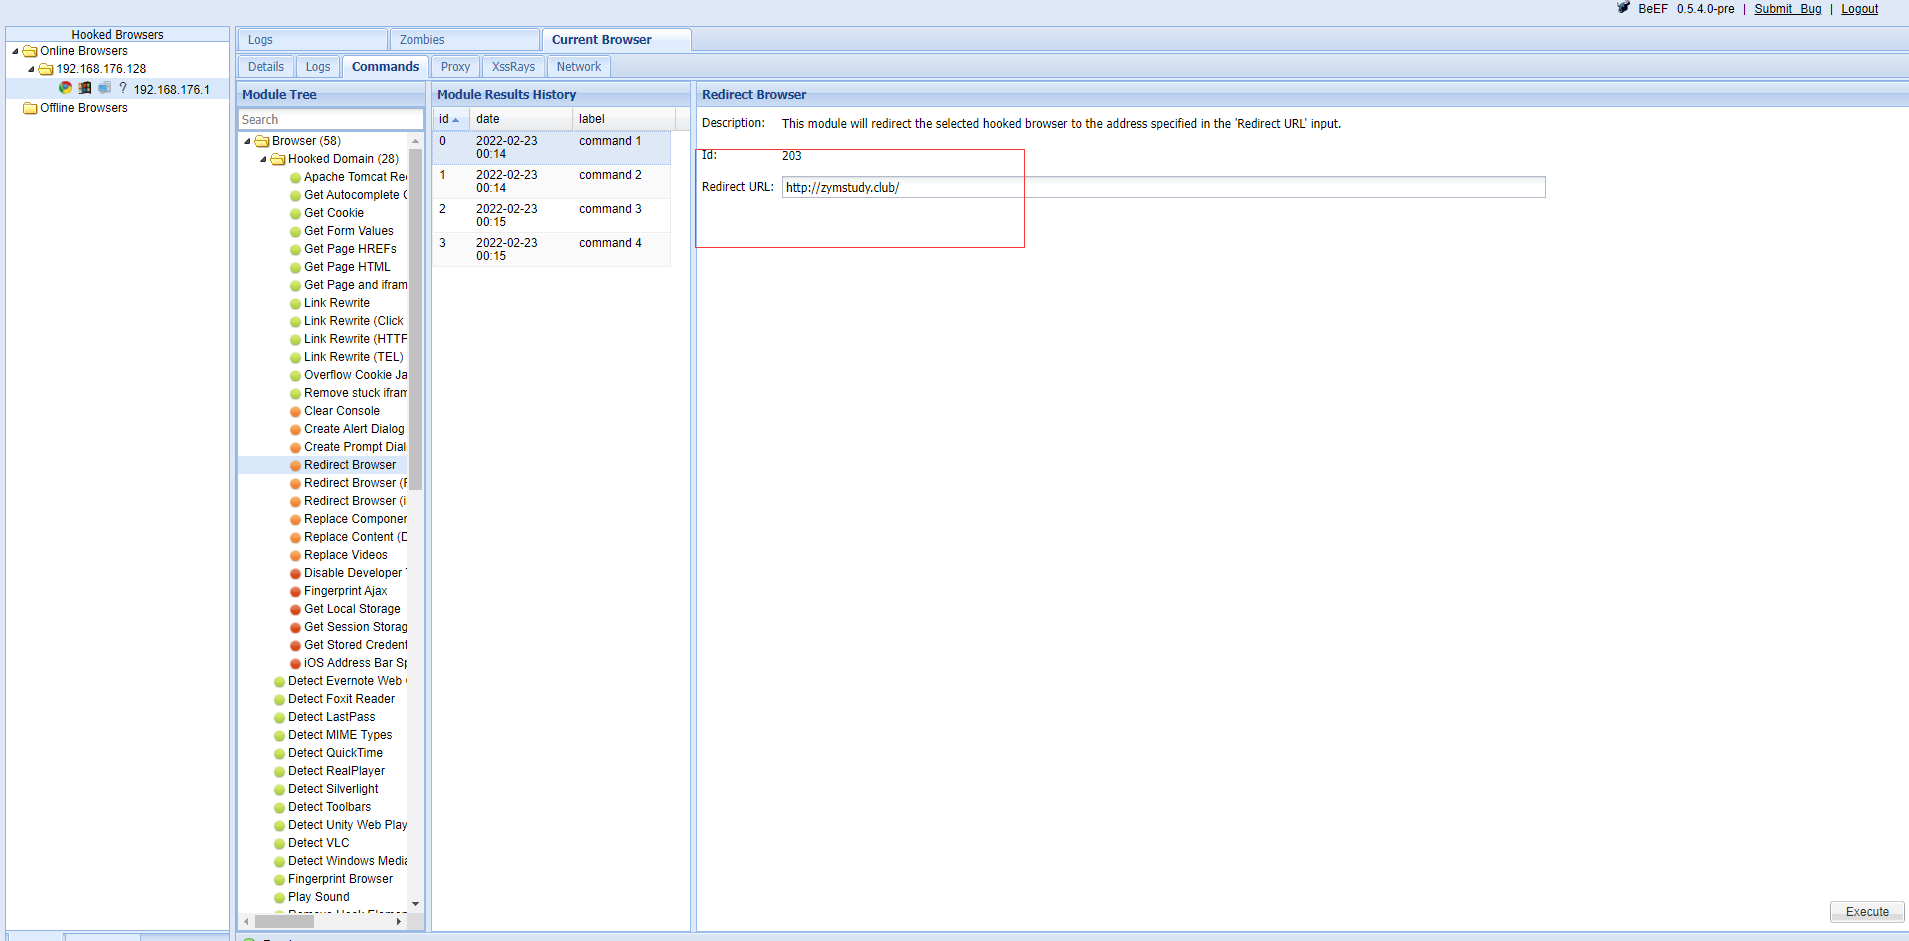 BeEF 0.5.4.0-pre | Submit Bug | Logout
Hooked Browsers
Online Browsers
192.168.176.128
? 192.168.176.1
Offline Browsers
Logs
Zombies
Current Browser
Details
Logs
Commands
Proxy
XssRays
Network
Module Tree
Search
Browser (58)
Hooked Domain (28)
Apache Tomcat Re
Get Autocomplete
Get Cookie
Get Form Values
Get Page HREFs
Get Page HTML
Get Page and ifram
Link Rewrite
Link Rewrite (Click
Link Rewrite (HTTF
Link Rewrite (TEL)
Overflow Cookie Ja
Remove stuck ifram
Clear Console
Create Alert Dialog
Create Prompt Dial
Redirect Browser
Redirect Browser (F
Redirect Browser (i
Replace Componer
Replace Content (D
Replace Videos
Disable Developer
Fingerprint Ajax
Get Local Storage
Get Session Storag
Get Stored Credent
iOS Address Bar Sp
Detect Evernote Web
Detect Foxit Reader
Detect LastPass
Detect MIME Types
Detect QuickTime
Detect RealPlayer
Detect Silverlight
Detect Toolbars
Detect Unity Web Play
Detect VLC
Detect Windows Media
Fingerprint Browser
Play Sound
Module Results History
id date label
0 2022-02-23 00:14 command 1
1 2022-02-23 00:14 command 2
2 2022-02-23 00:15 command 3
3 2022-02-23 00:15 command 4
Redirect Browser
Description: This module will redirect the selected hooked browser to the address specified in the 'Redirect URL' input.
Id: 203
Redirect URL: http://zymstudy.club/
Execute